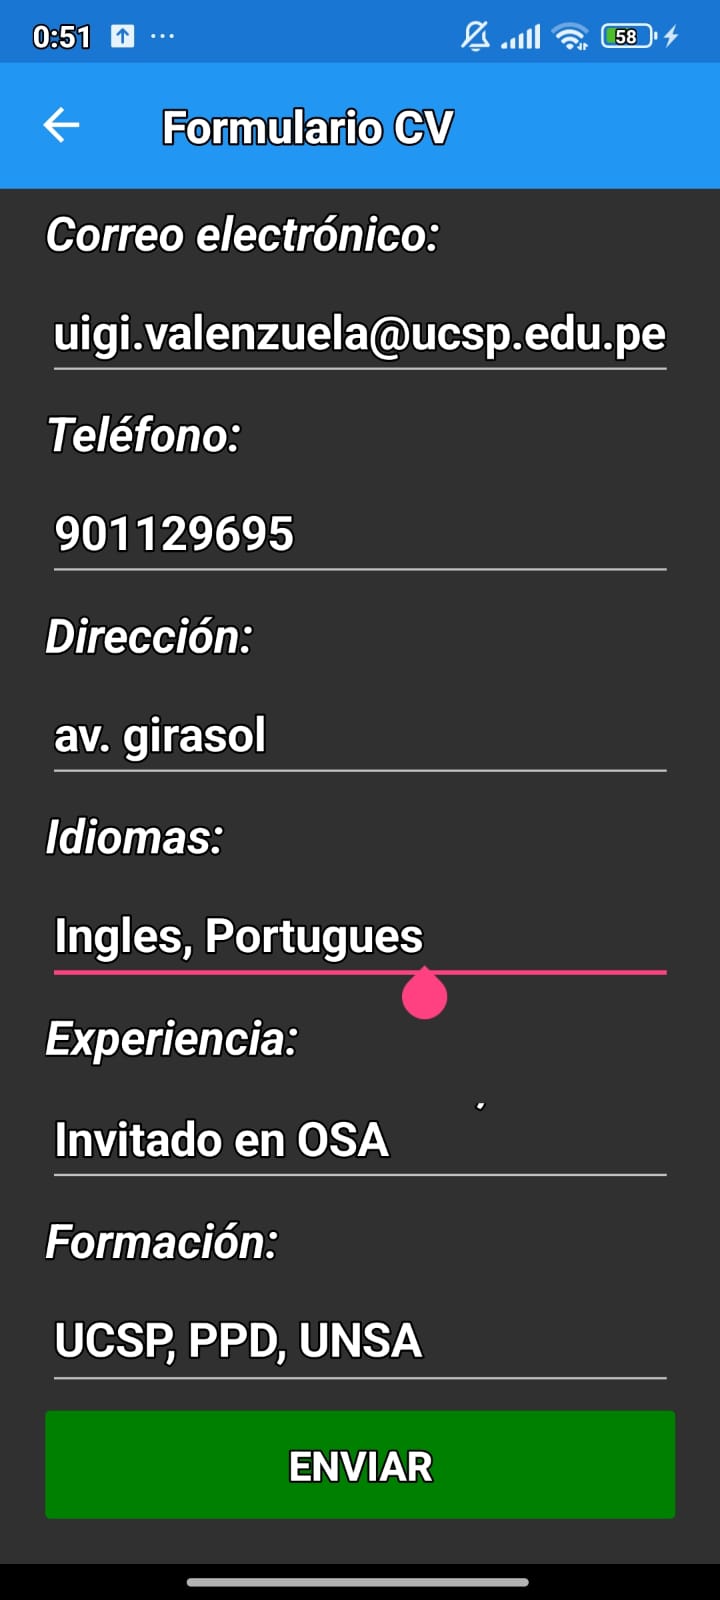 0:51
58
Formulario CV
Correo electrónico:
uigi.valenzuela@ucsp.edu.pe
Teléfono:
901129695
Dirección:
av. girasol
Idiomas:
Ingles, Portugues
Experiencia:
Invitado en OSA
Formación:
UCSP, PPD, UNSA
ENVIAR